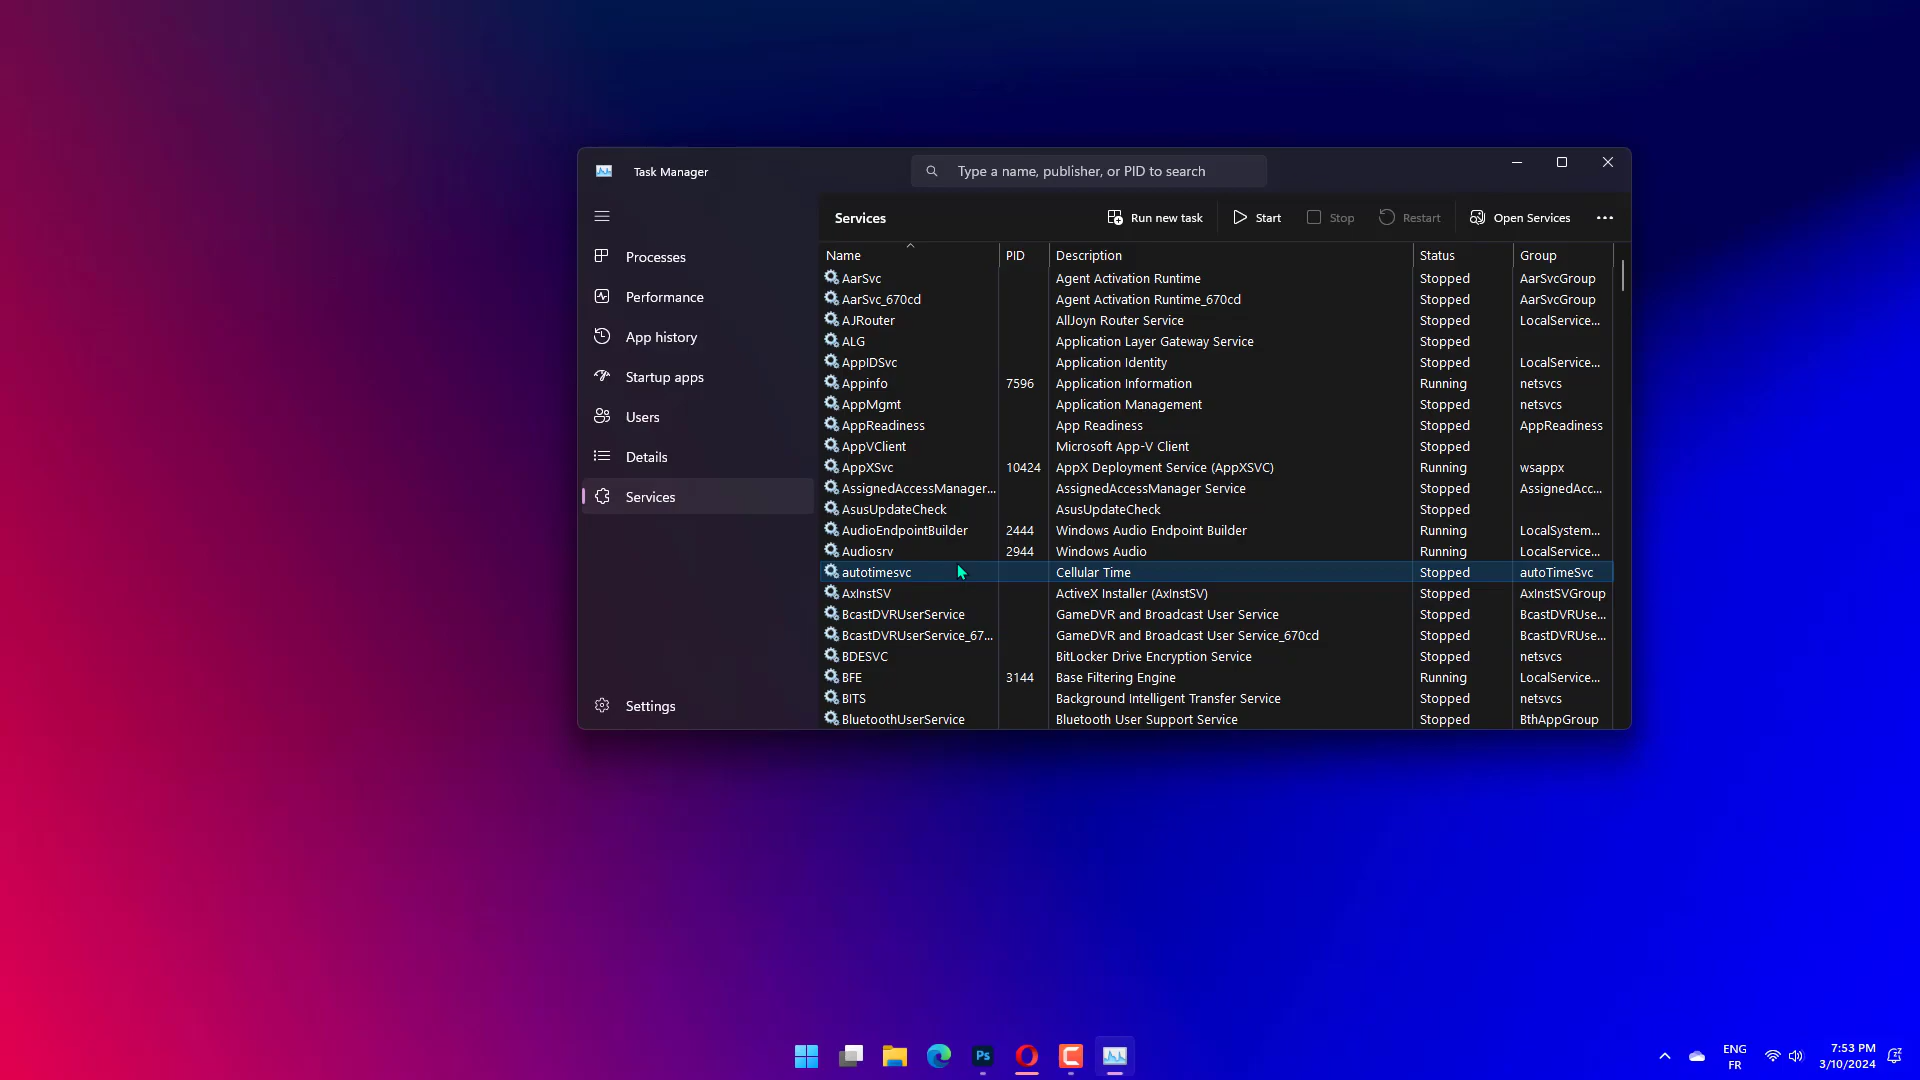 Task Manager
Type a name, publisher, or PID to search
Services Run new task Start Stop Restart Open Services
Processes
Performance
App history
Startup apps
Users
Details
Services
Settings
Name PID Description Status Group
AarSvc Agent Activation Runtime Stopped AarSvcGroup
AarSvc_670cd Agent Activation Runtime_670cd Stopped AarSvcGroup
AJRouter AllJoyn Router Service Stopped LocalService...
ALG Application Layer Gateway Service Stopped
AppIDSvc Application Identity Stopped LocalService...
Appinfo 7596 Application Information Running netsvcs
AppMgmt Application Management Stopped netsvcs
AppReadiness App Readiness Stopped AppReadiness
AppVClient Microsoft App-V Client Stopped
AppXSvc 10424 AppX Deployment Service (AppXSVC) Running wsappx
AssignedAccessManager... AssignedAccessManager Service Stopped AssignedAcc...
AsusUpdateCheck AsusUpdateCheck Stopped
AudioEndpointBuilder 2444 Windows Audio Endpoint Builder Running LocalSystem...
Audiosrv 2944 Windows Audio Running LocalService...
autotimesvc Cellular Time Stopped autoTimeSvc
AxInstSV ActiveX Installer (AxInstSV) Stopped AxInstSVGroup
BcastDVRUserService GameDVR and Broadcast User Service Stopped BcastDVRUse...
BcastDVRUserService_67... GameDVR and Broadcast User Service_670cd Stopped BcastDVRUse...
BDESVC BitLocker Drive Encryption Service Stopped netsvcs
BFE 3144 Base Filtering Engine Running LocalService...
BITS Background Intelligent Transfer Service Stopped netsvcs
BluetoothUserService Bluetooth User Support Service Stopped BthAppGroup
Ps
ENG
FR
7:53 PM
3/10/2024